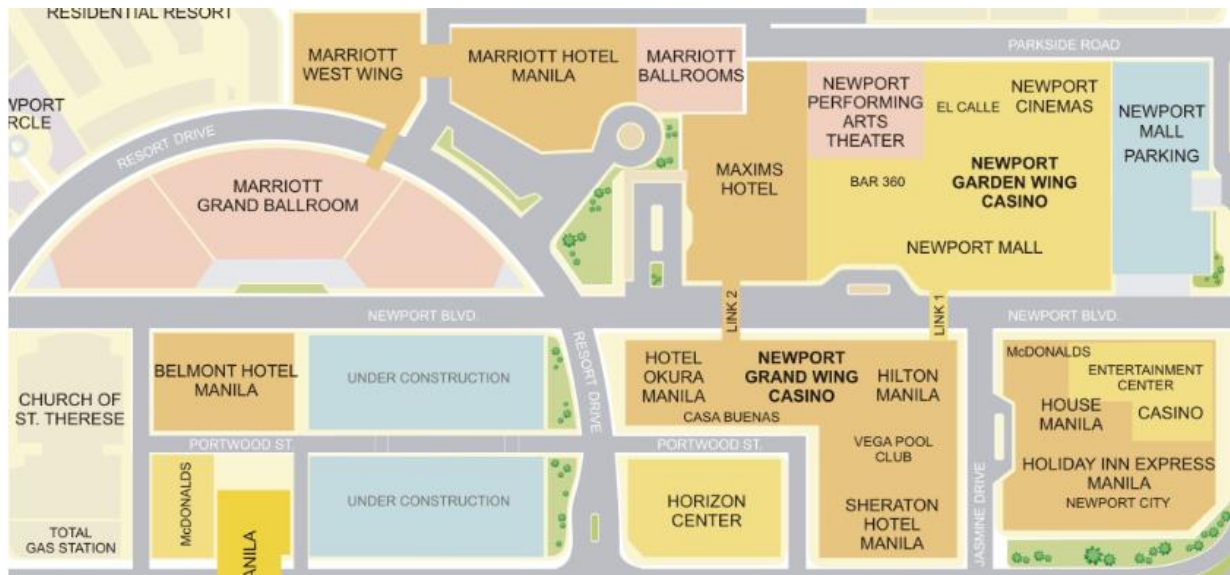 RESIDENTIAL RESORT
MARRIOTT
WEST WING
MARRIOTT HOTEL
MANILA
MARRIOTT
BALLROOMS
PARKSIDE ROAD
NEWPORT
PERFORMING
ARTS
THEATER
EL CALLE
NEWPORT
CINEMAS
NEWPORT
MALL
PARKING
WPORT
RCLE
RESORT DRIVE
MARRIOTT
GRAND BALLROOM
MAXIMS
HOTEL
BAR 360
NEWPORT
GARDEN WING
CASINO
NEWPORT MALL
LINK 2
LINK 1
NEWPORT BLVD.
NEWPORT BLVD.
BELMONT HOTEL
MANILA
UNDER CONSTRUCTION
RESORT DRIVE
HOTEL
OKURA
MANILA
NEWPORT
GRAND WING
CASINO
HILTON
MANILA
CASA BUENAS
McDONALDS
ENTERTAINMENT
CENTER
HOUSE
MANILA
CASINO
CHURCH OF
ST. THERESE
PORTWOOD ST.
PORTWOOD ST.
VEGA POOL
CLUB
HOLIDAY INN EXPRESS
MANILA
NEWPORT CITY
McDONALDS
UNDER CONSTRUCTION
HORIZON
CENTER
SHERATON
HOTEL
MANILA
JASMINE DRIVE
TOTAL
GAS STATION
ANILA